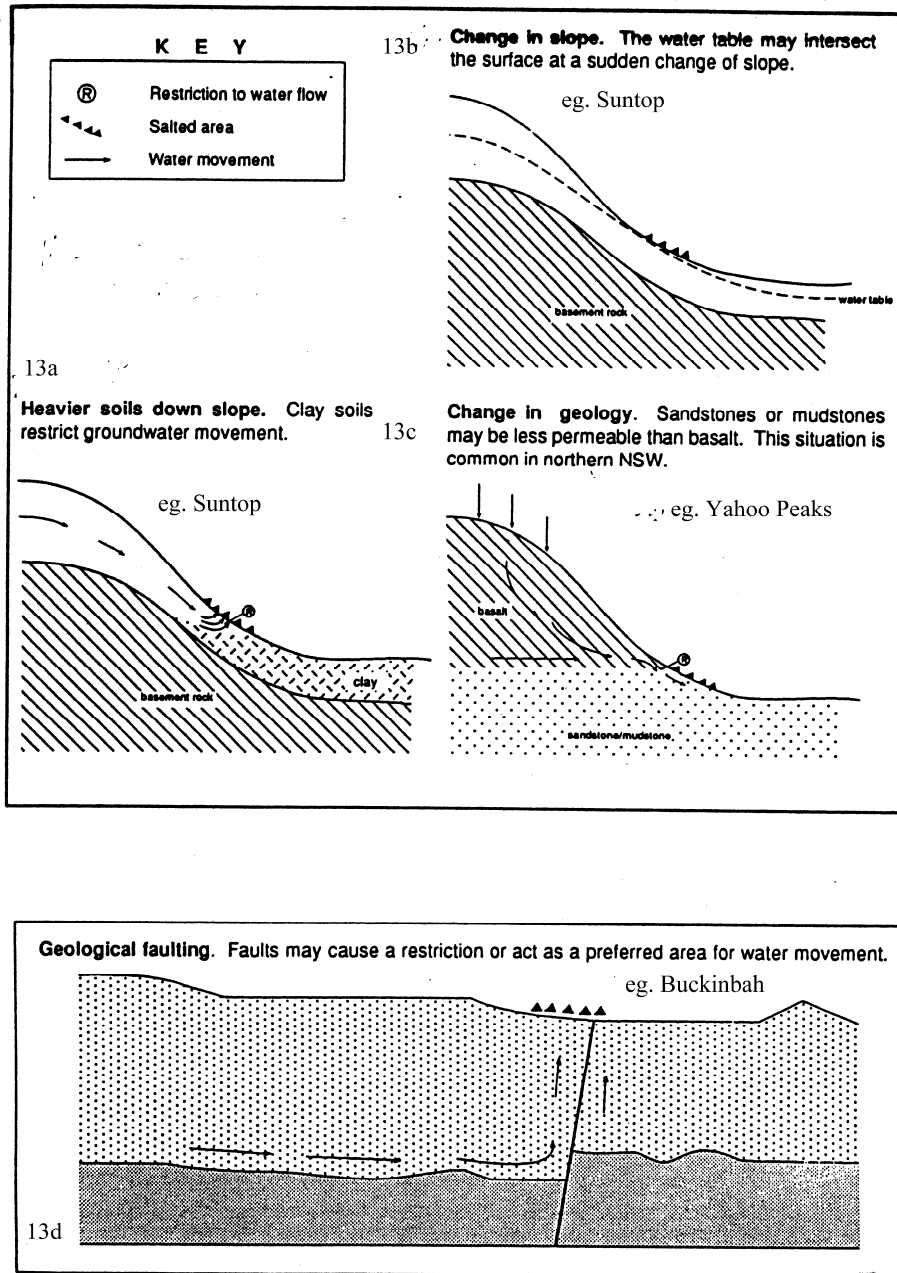 K E Y
Ⓡ Restriction to water flow
Salted area
Water movement
13b
Change in slope. The water table may intersect
the surface at a sudden change of slope.
eg. Suntop
water table
basement rock
13a
Heavier soils down slope. Clay soils
restrict groundwater movement.
eg. Suntop
Ⓡ
clay
basement rock
13c
Change in geology. Sandstones or mudstones
may be less permeable than basalt. This situation is
common in northern NSW.
eg. Yahoo Peaks
basalt
Ⓡ
sandstone/mudstone
Geological faulting. Faults may cause a restriction or act as a preferred area for water movement.
eg. Buckinbah
13d